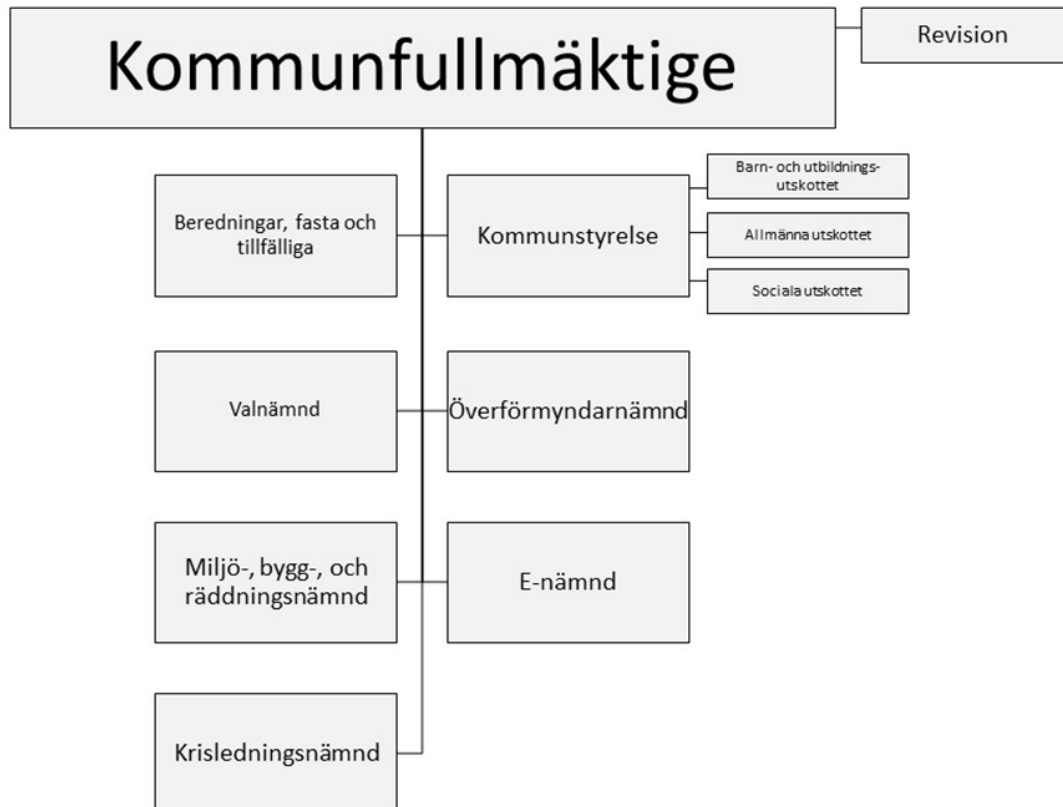 Kommunfullmäktige
Revision
Beredningar, fasta och
tillfälliga
Kommunstyrelse
Barn- och utbildnings-
utskottet
Allmänna utskottet
Sociala utskottet
Valnämnd
Överförmyndarnämnd
Miljö-, bygg-, och
räddningsnämnd
E-nämnd
Krisledningsnämnd